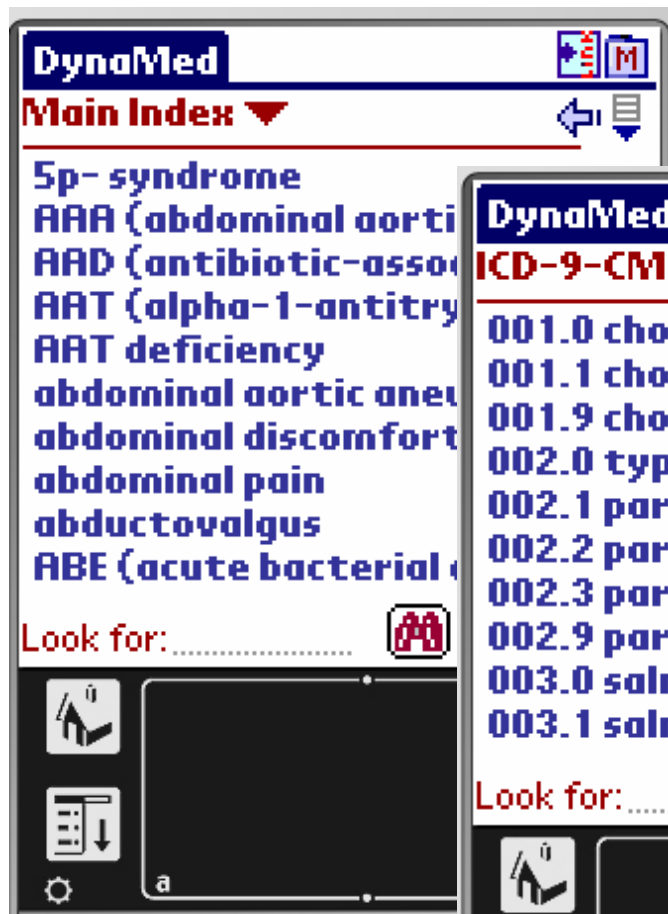 DynaMed
M
Main Index
5p- syndrome
AAA (abdominal aorti
AAD (antibiotic-asso
AAT (alpha-1-antitry
AAT deficiency
abdominal aortic aneu
abdominal discomfort
abdominal pain
abductovalgus
ABE (acute bacterial
Look for:
a
DynaMed
ICD-9-CM
001.0 cho
001.1 cho
001.9 cho
002.0 typ
002.1 par
002.2 par
002.3 par
002.9 par
003.0 sal
003.1 sal
Look for: